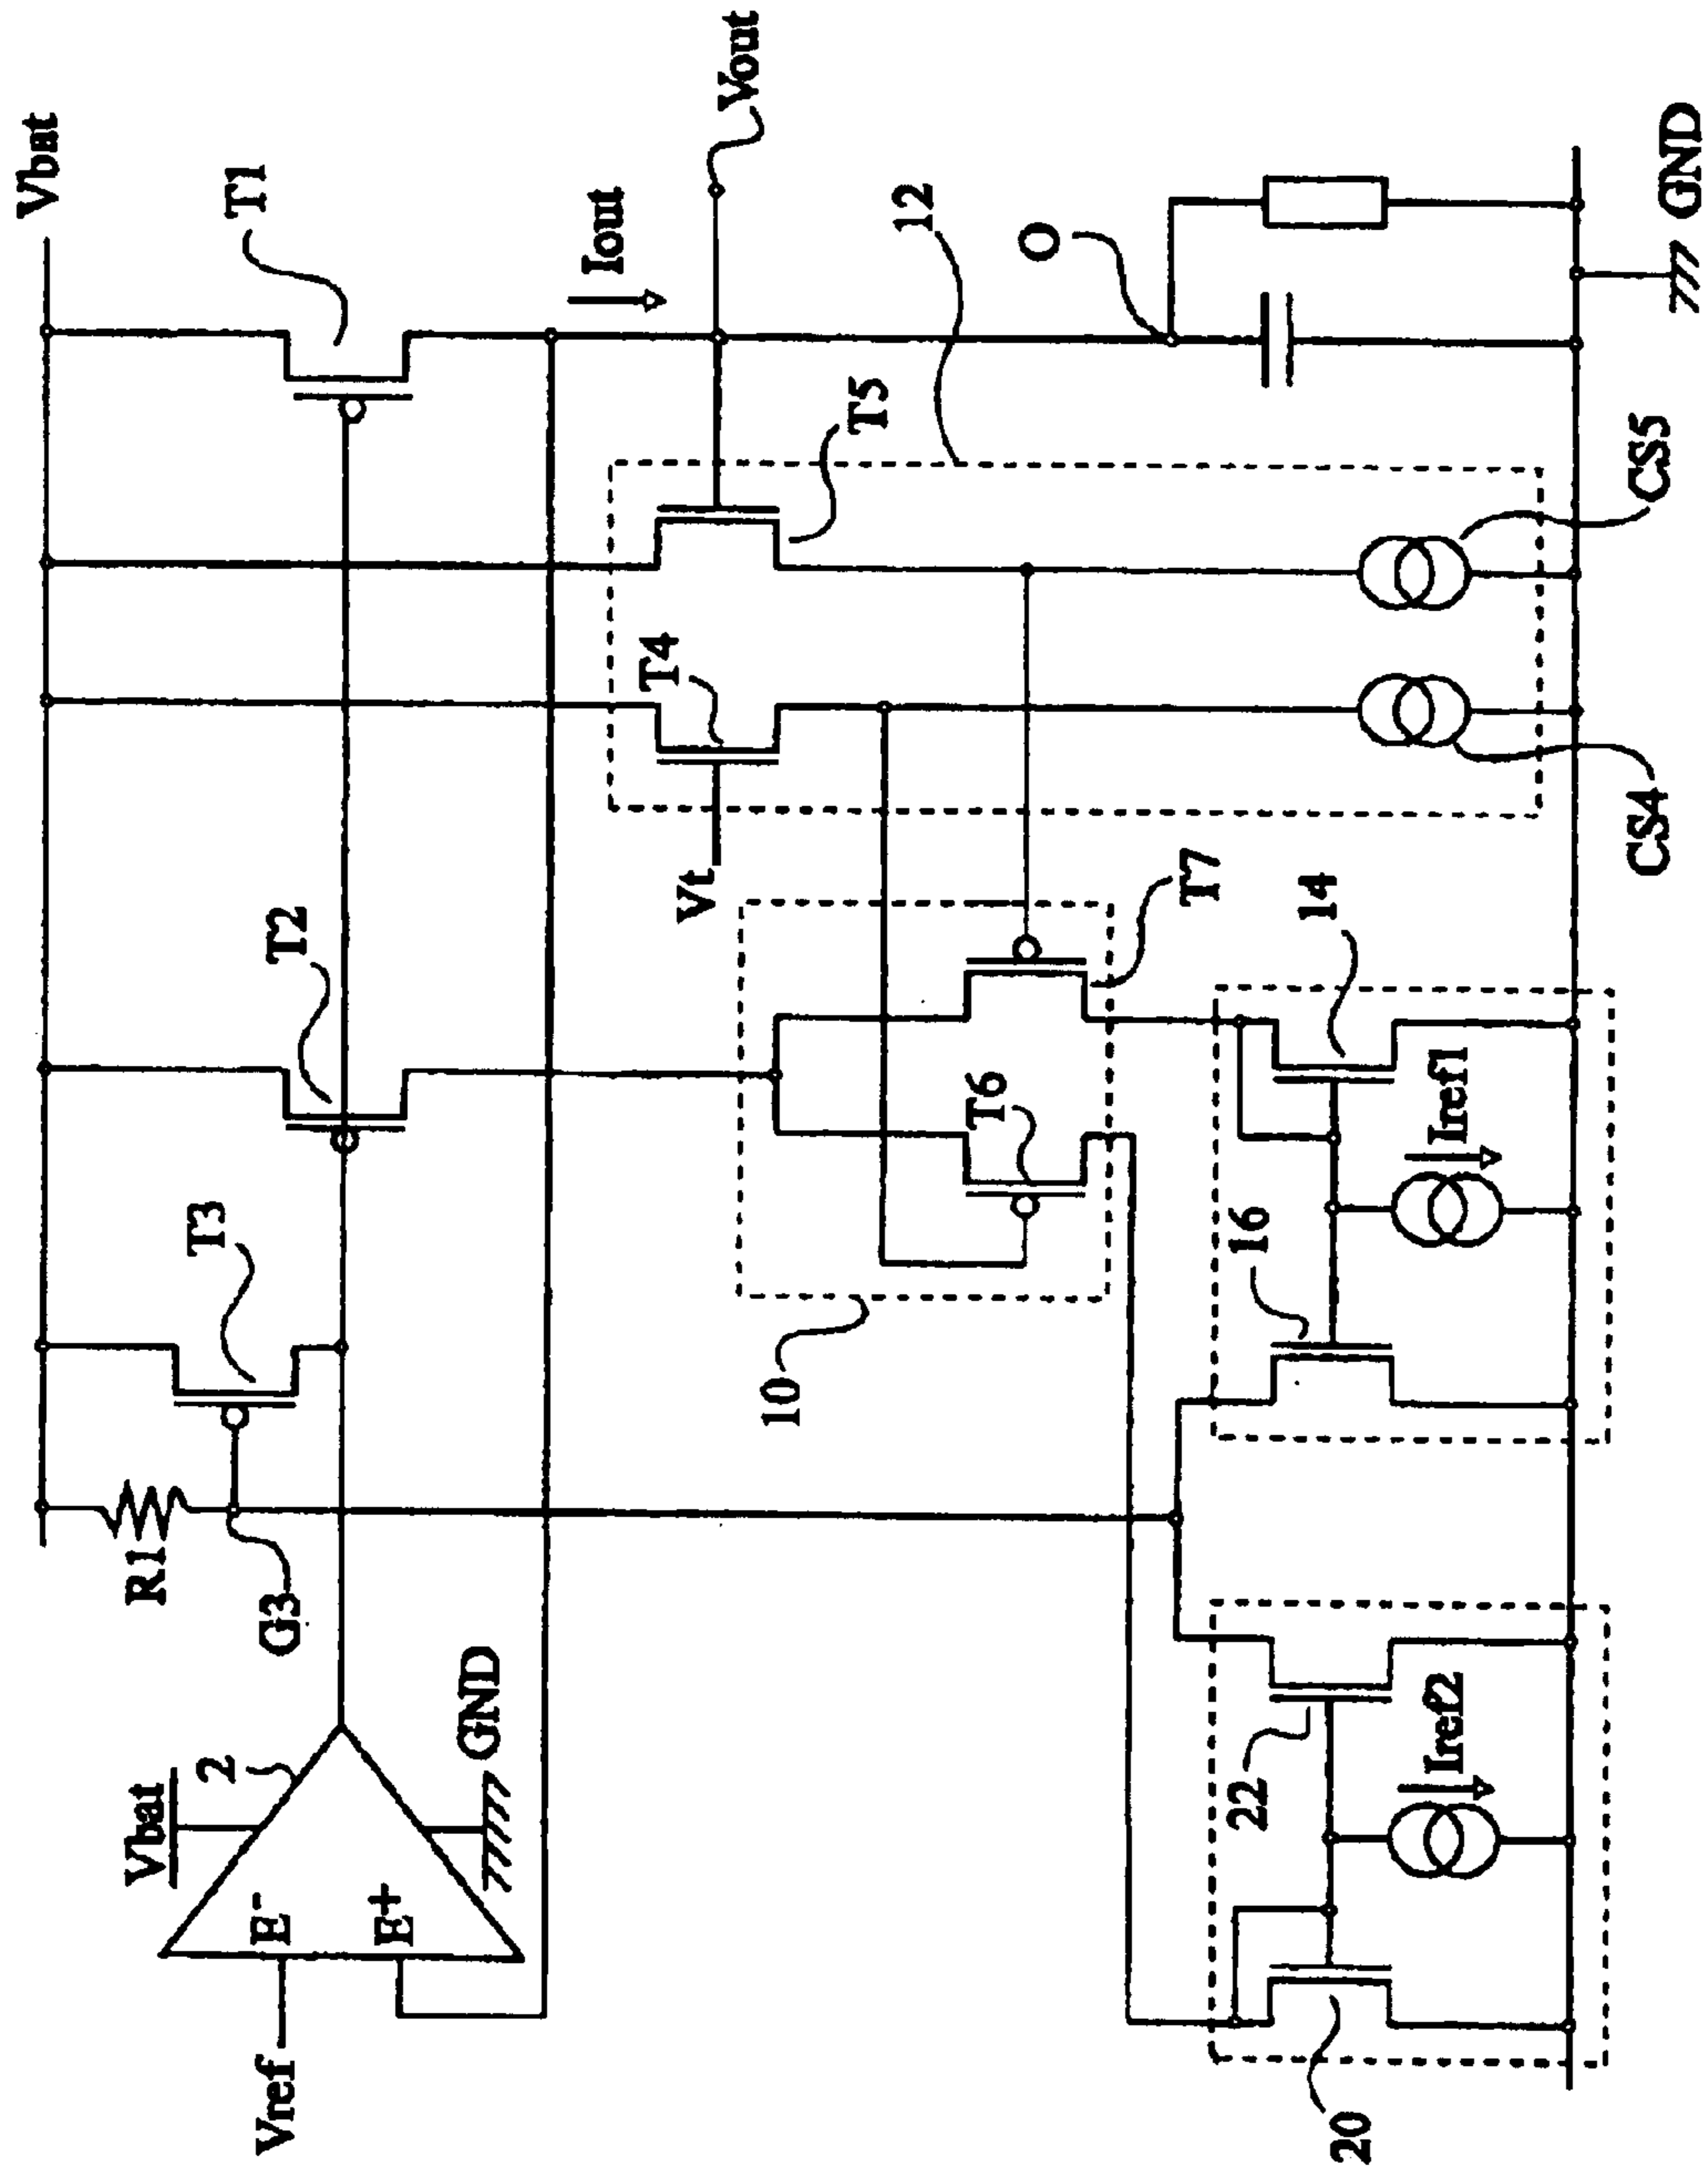 Vbat
T1
T2
T3
R1
G3
Vbat
2
E-
E+
GND
Vref
Iout
Vout
12
T5
T4
Vt
10
T6
T7
O
CS5
CS4
14
16
Iref1
22
Iref2
20
GND